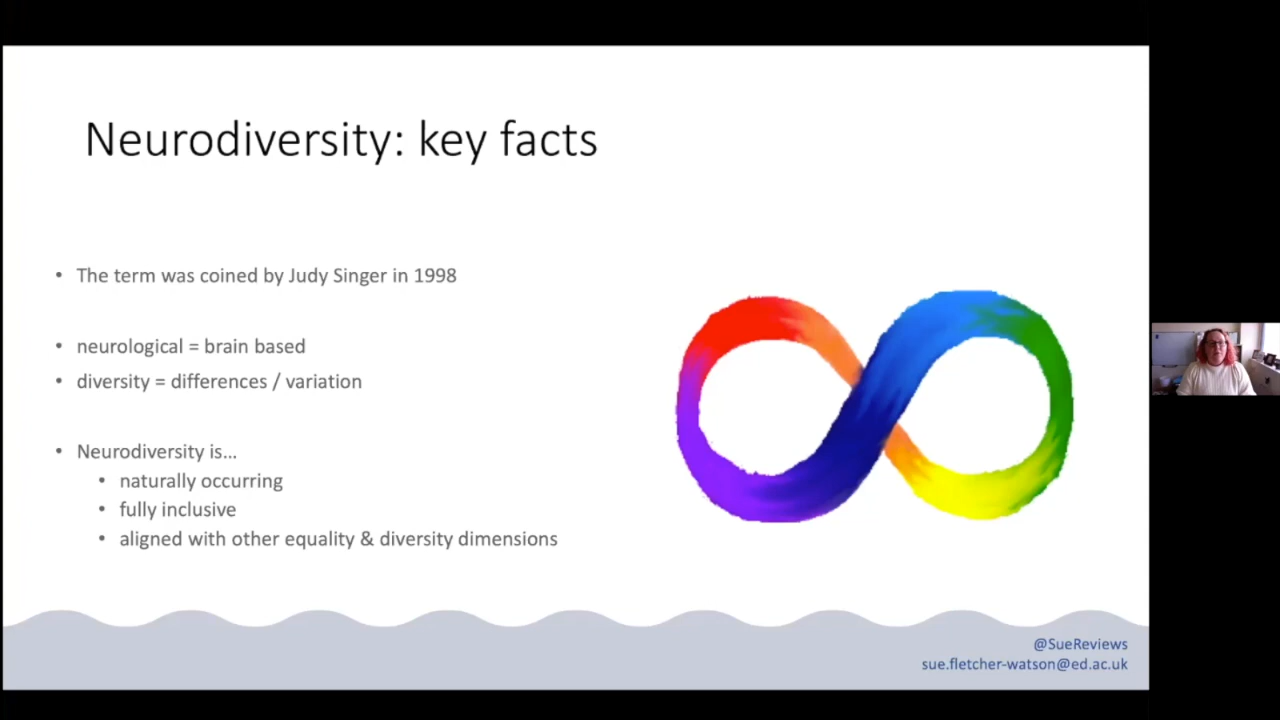 Neurodiversity: key facts
• The term was coined by Judy Singer in 1998
• neurological = brain based
• diversity = differences / variation
• Neurodiversity is...
• naturally occurring
• fully inclusive
• aligned with other equality & diversity dimensions
@SueReviews
sue.fletcher-watson@ed.ac.uk